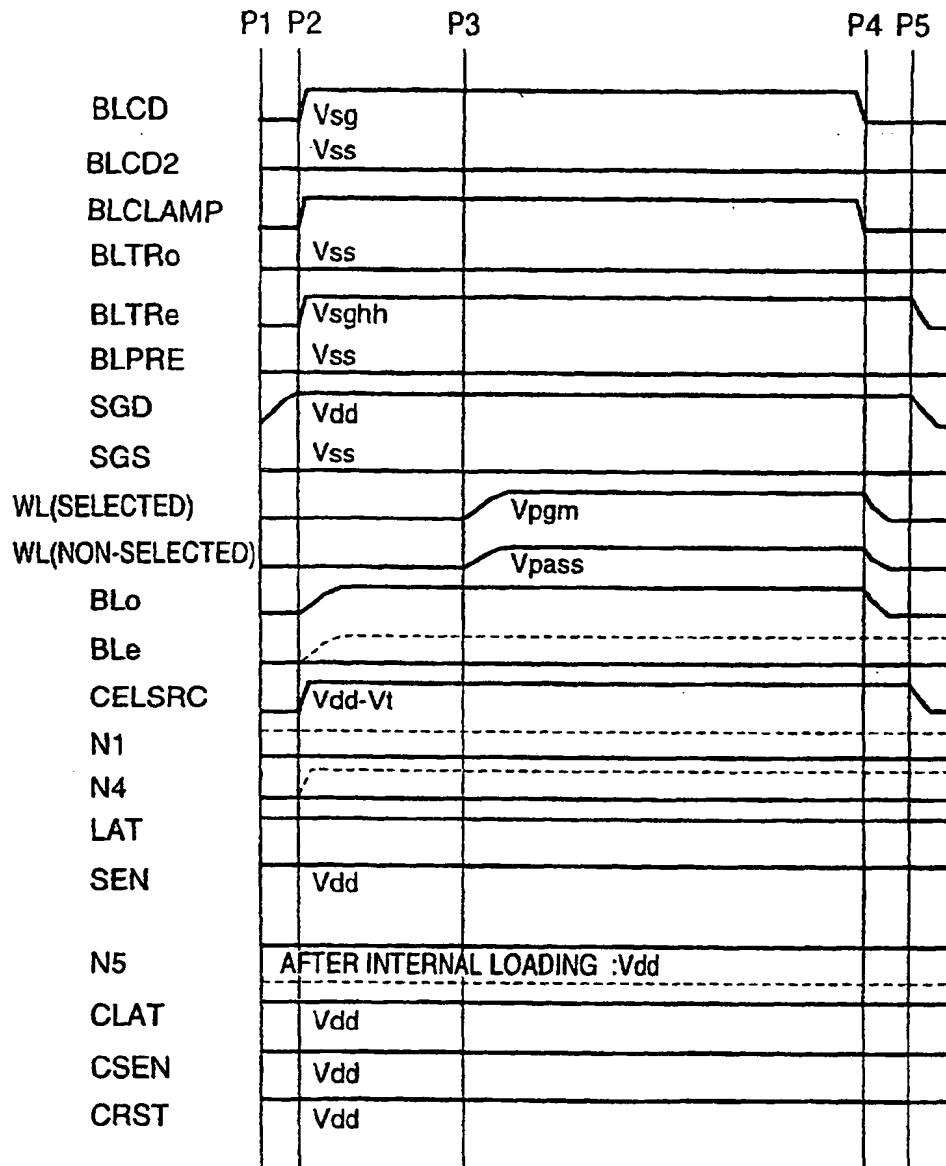 P1 P2 P3 P4 P5
BLCD Vsg
BLCD2 Vss
BLCLAMP
BLTRo Vss
BLTRe Vsghh
BLPRE Vss
SGD Vdd
SGS Vss
WL(SELECTED) Vpgm
WL(NON-SELECTED) Vpass
BLo
BLe
CELSRC Vdd-Vt
N1
N4
LAT
SEN Vdd
N5 AFTER INTERNAL LOADING :Vdd
CLAT Vdd
CSEN Vdd
CRST Vdd